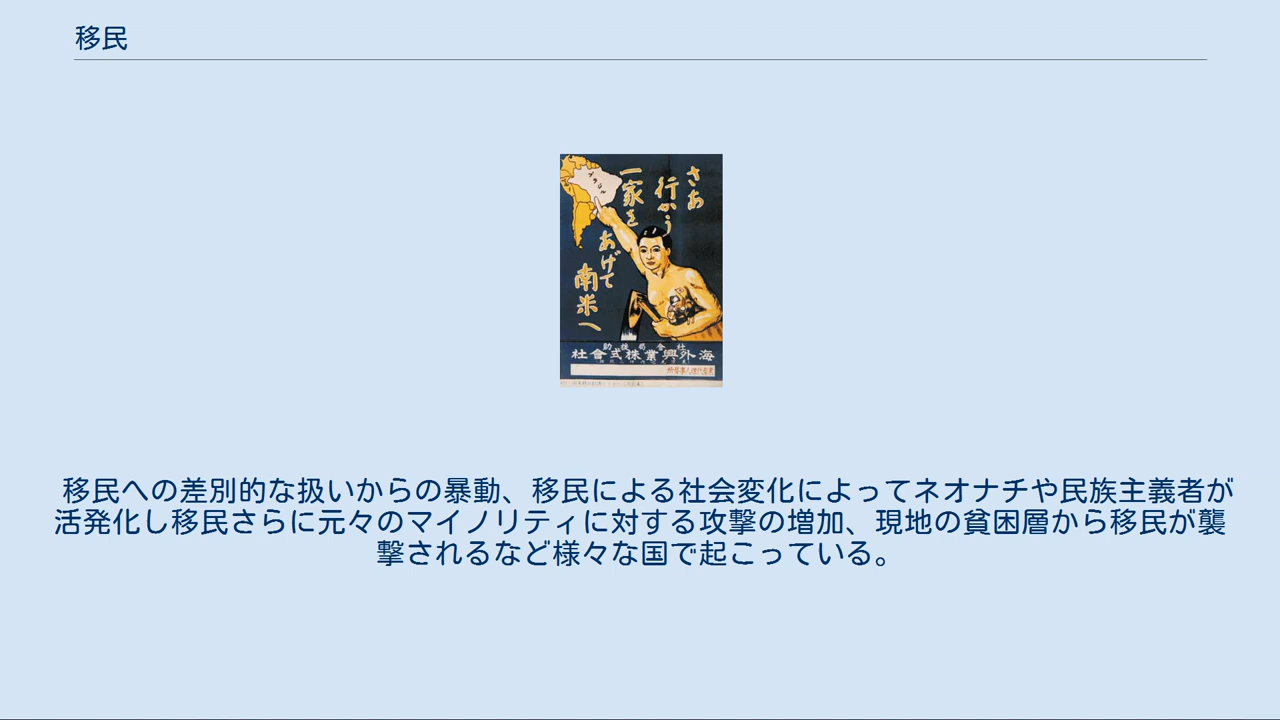 移民
さあ
行かう
一家をあげて
南米へ
ブラジル
海外興業株式會社
移民への差別的な扱いからの暴動、移民による社会変化によってネオナチや民族主義者が
活発化し移民さらに元々のマイノリティに対する攻撃の増加、現地の貧困層から移民が襲
撃されるなど様々な国で起こっている。